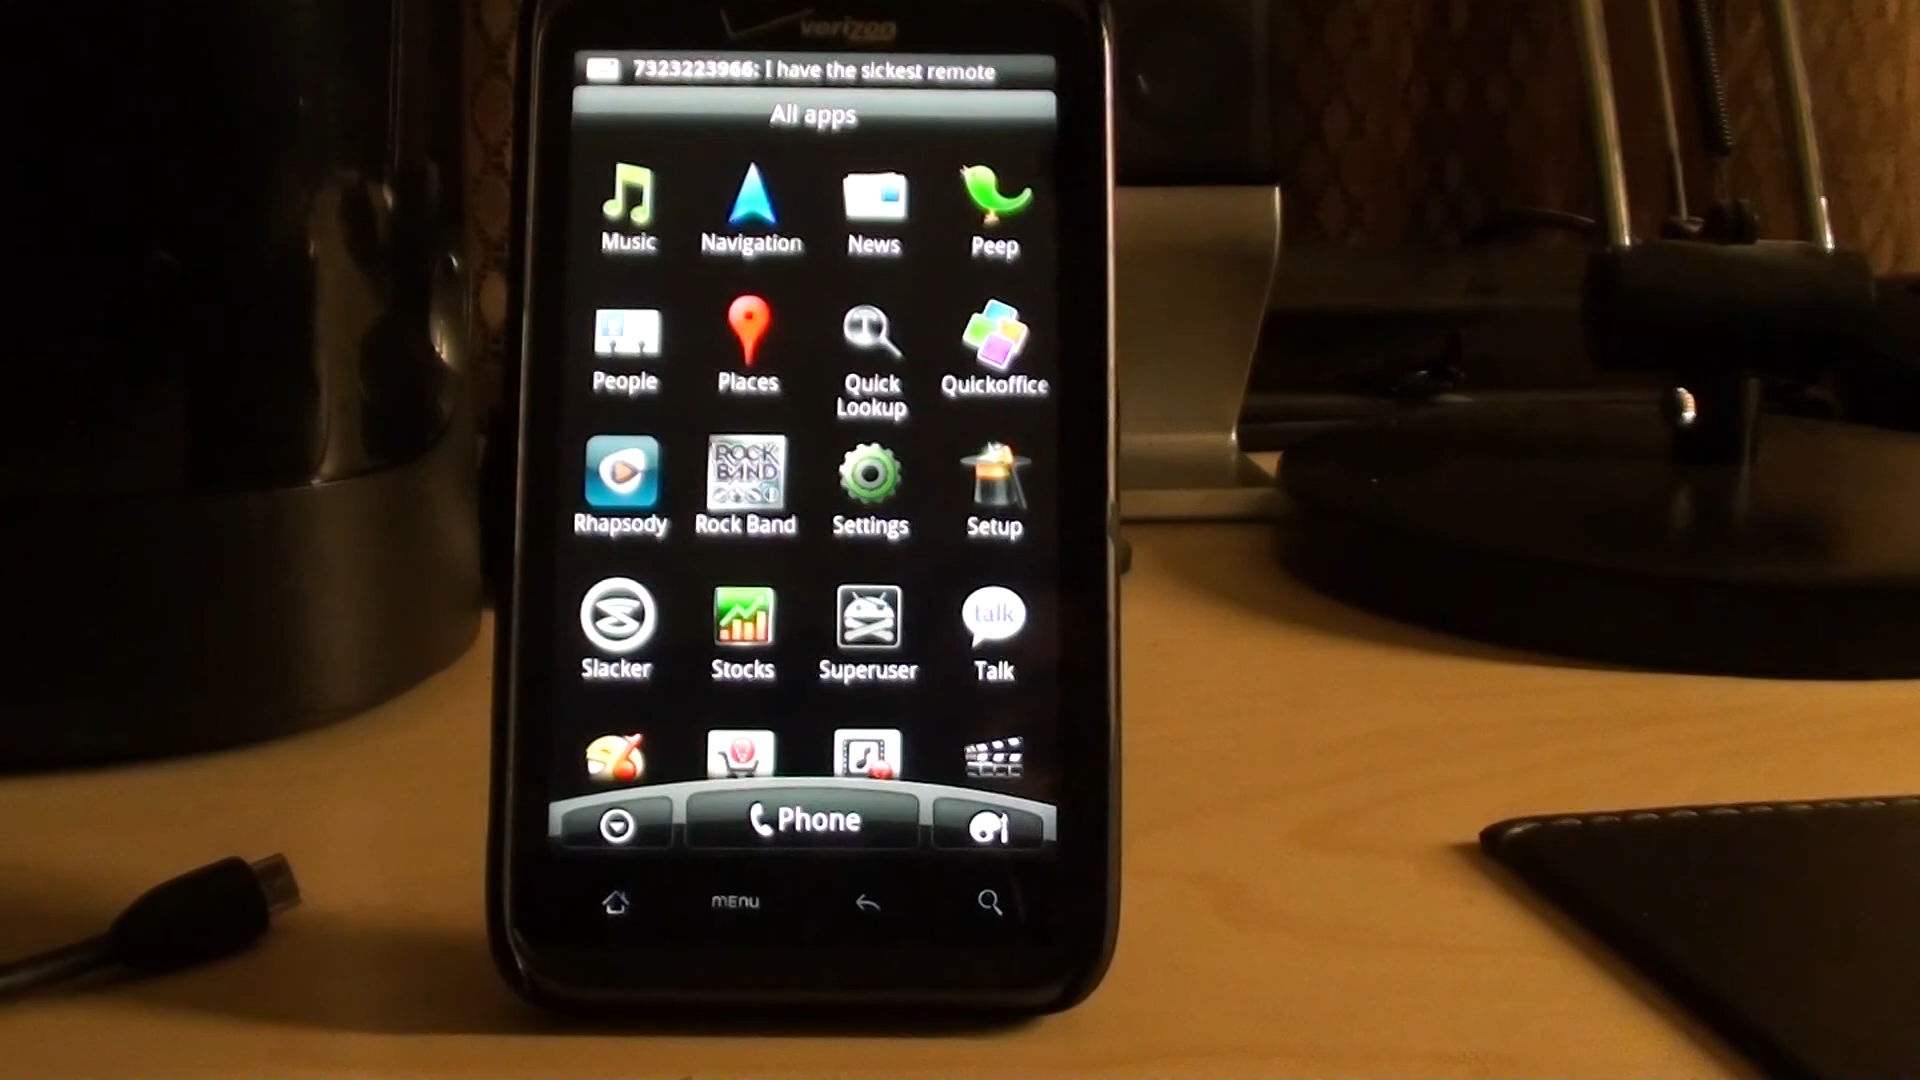 verizon
7323223966: I have the sickest remote
All apps
Music Navigation News Peep
People Places Quick Lookup Quickoffice
ROCK BAND
Rhapsody Rock Band Settings Setup
talk
Slacker Stocks Superuser Talk
Phone
MENU